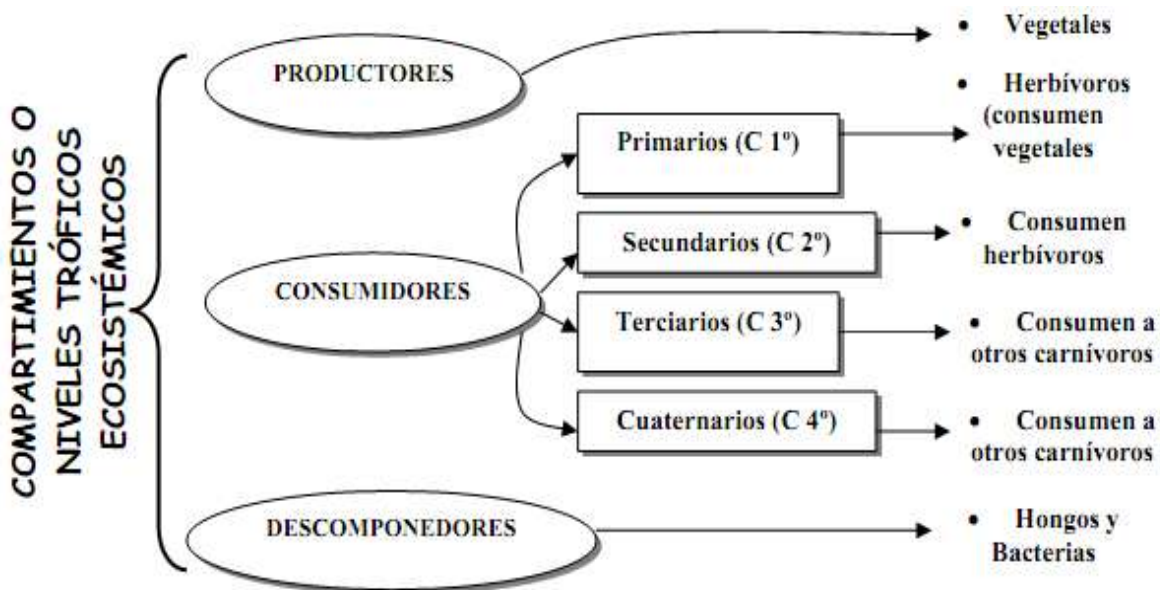 COMPARTIMIENTOS O
NIVELES TRÓFICOS
ECOSISTÉMICOS
PRODUCTORES
• Vegetales
CONSUMIDORES
Primarios (C 1º)
• Herbívoros
(consumen
vegetales
Secundarios (C 2º)
• Consumen
herbívoros
Terciarios (C 3º)
• Consumen a
otros carnívoros
Cuaternarios (C 4º)
• Consumen a
otros carnívoros
DESCOMPONEDORES
• Hongos y
Bacterias